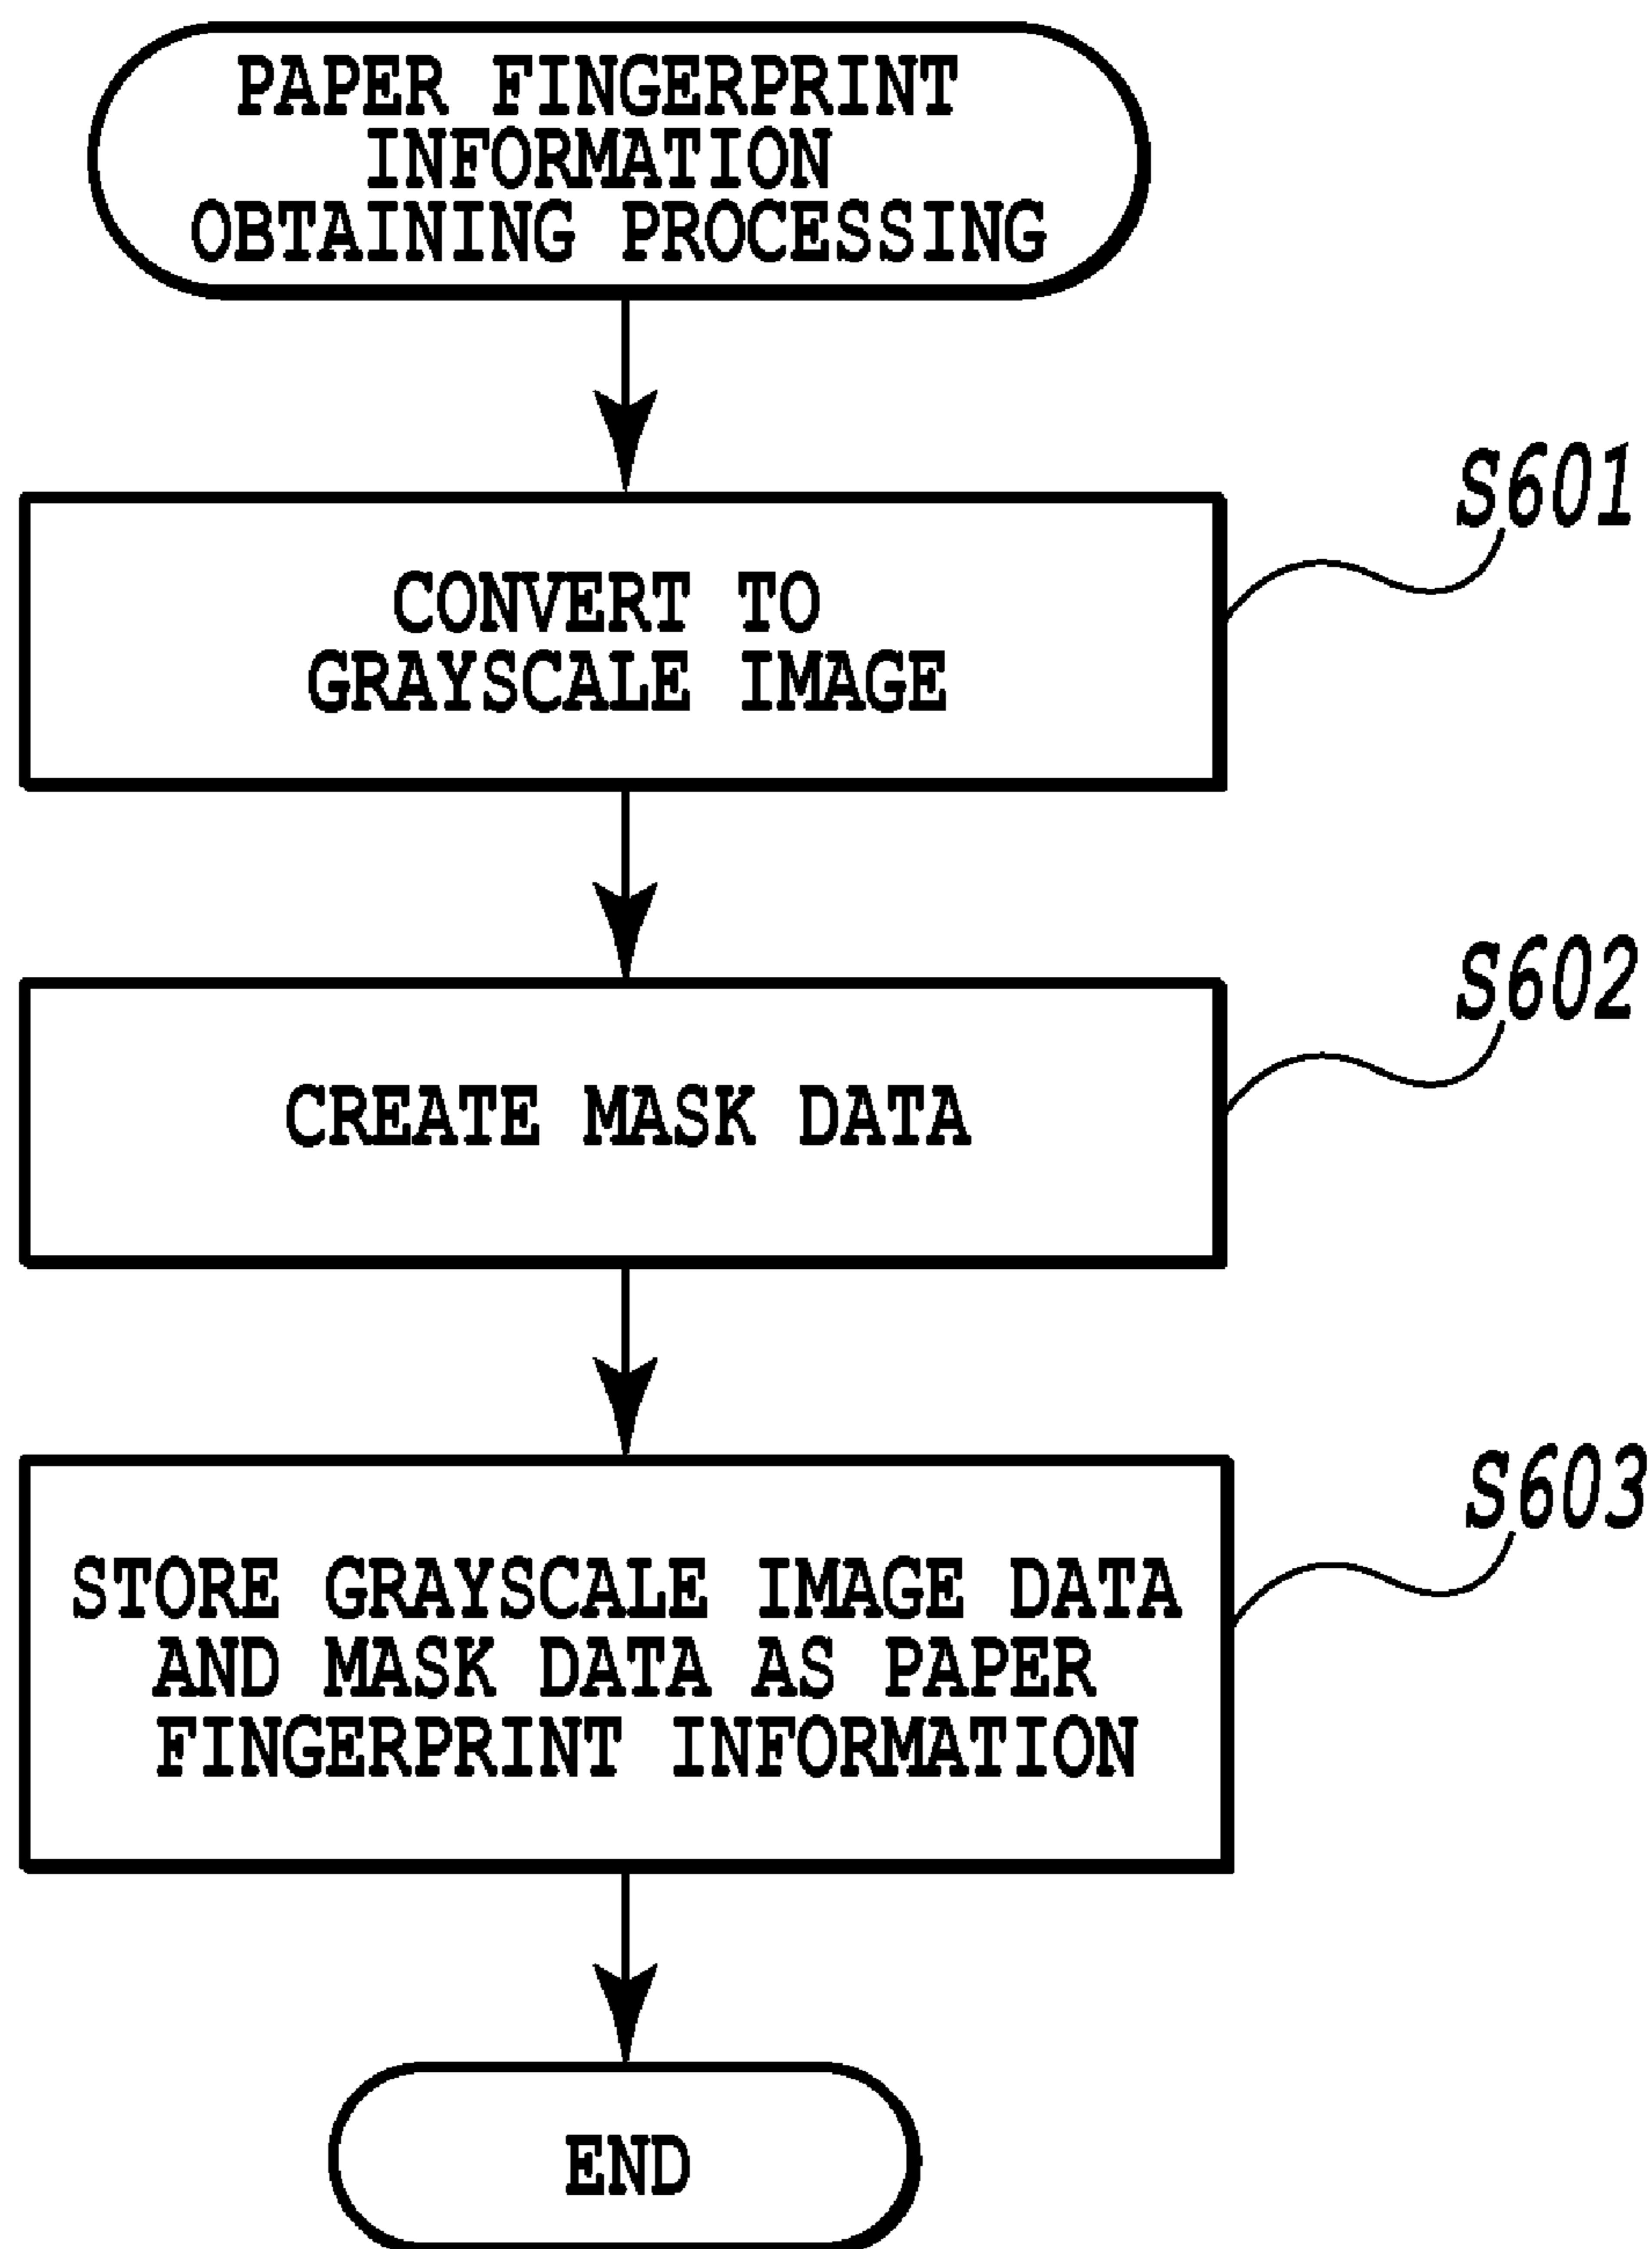 PAPER FINGERPRINT
INFORMATION
OBTAINING PROCESSING
S601
CONVERT TO
GRAYSCALE IMAGE
S602
CREATE MASK DATA
S603
STORE GRAYSCALE IMAGE DATA
AND MASK DATA AS PAPER
FINGERPRINT INFORMATION
END